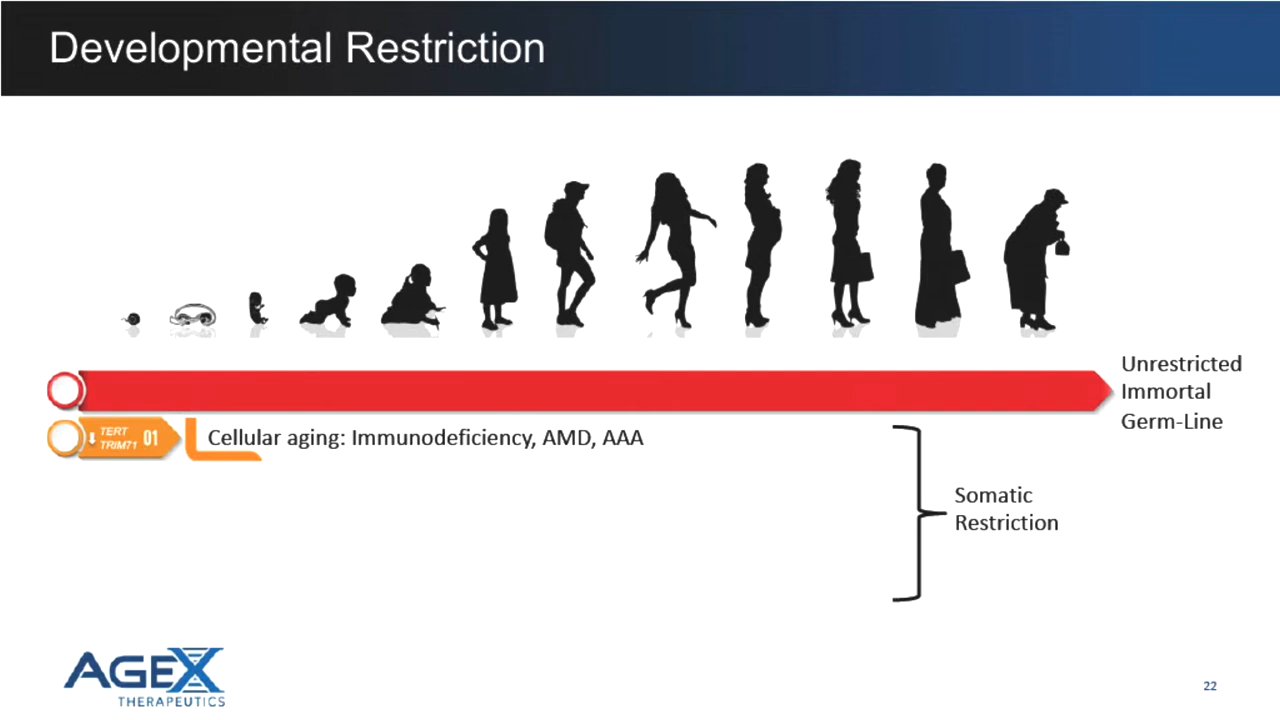 Developmental Restriction
Unrestricted
Immortal
Germ-Line
TERT
TRIM71
01
Cellular aging: Immunodeficiency, AMD, AAA
Somatic
Restriction
AGEX
THERAPEUTICS
22